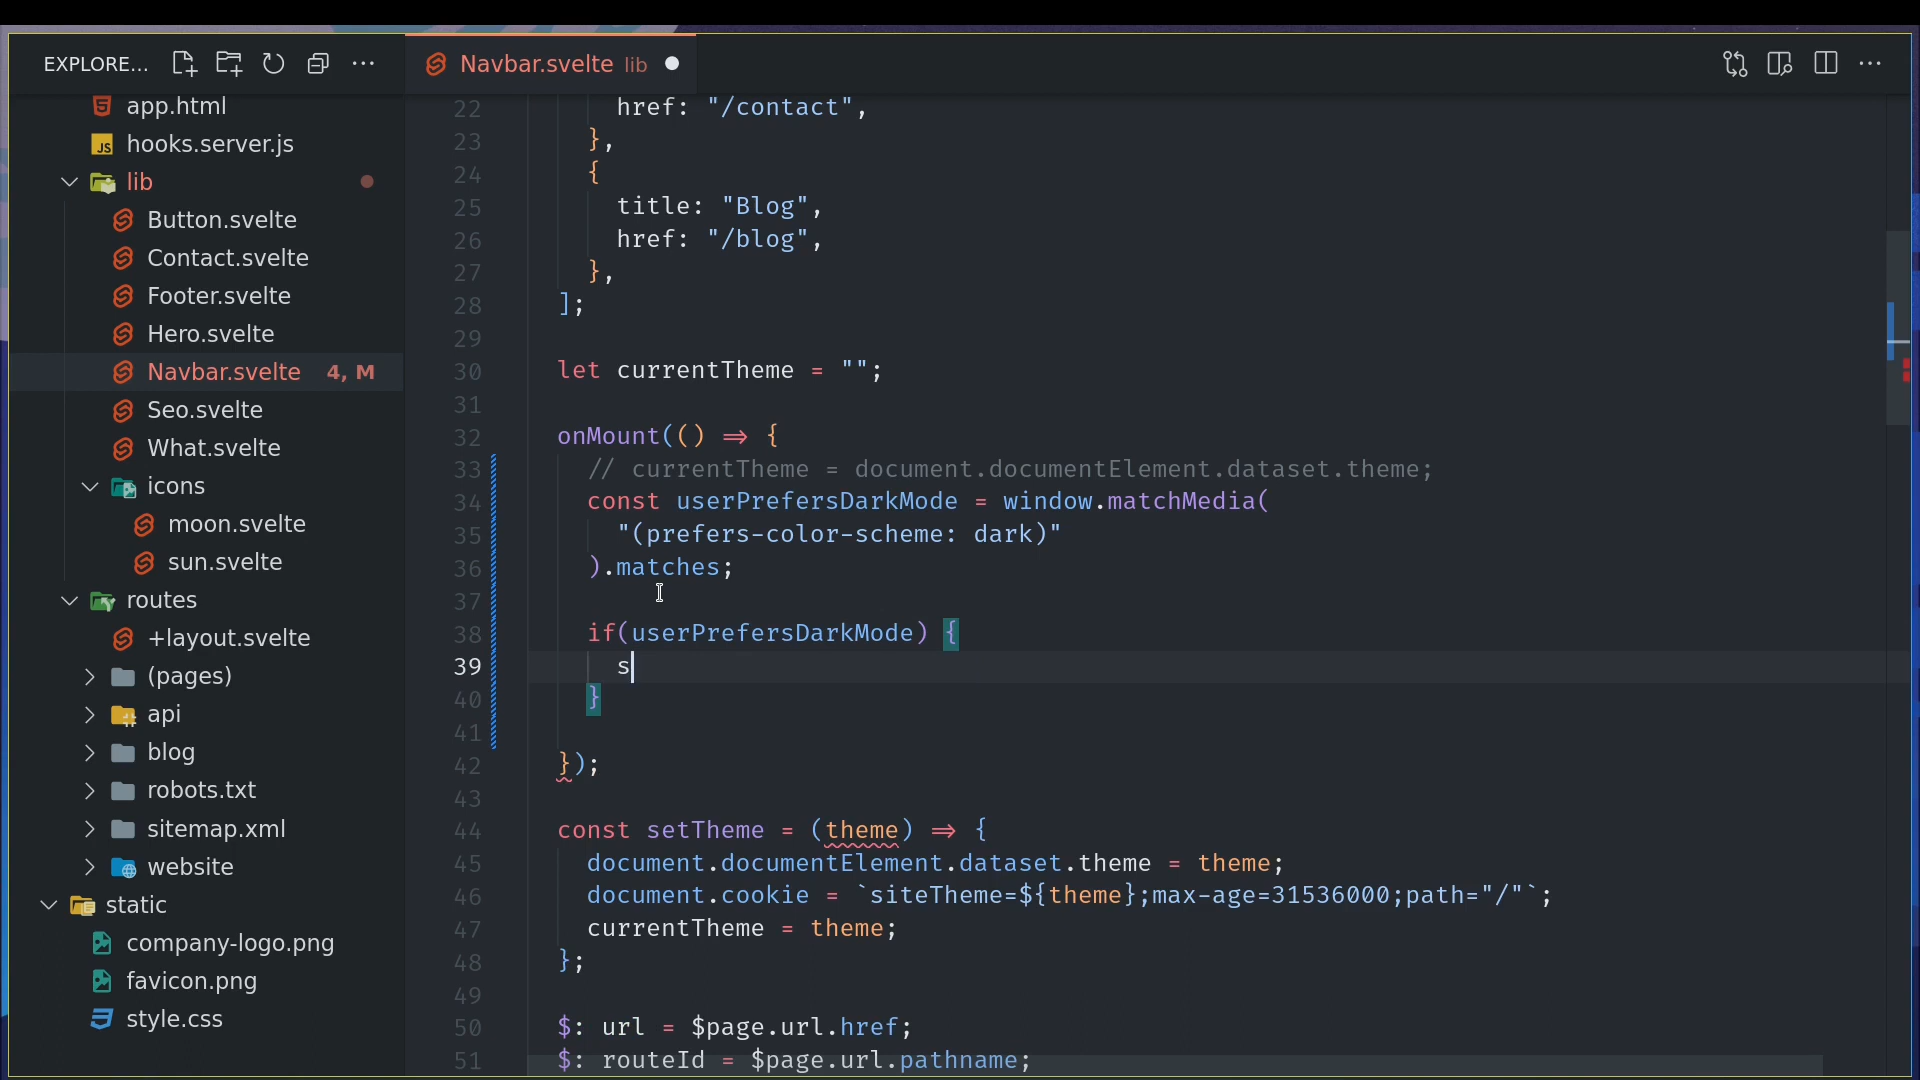 EXPLORE...
Navbar.svelte lib
app.html
hooks.server.js
lib
Button.svelte
Contact.svelte
Footer.svelte
Hero.svelte
Navbar.svelte 4, M
Seo.svelte
What.svelte
icons
moon.svelte
sun.svelte
routes
+layout.svelte
(pages)
api
blog
robots.txt
sitemap.xml
website
static
company-logo.png
favicon.png
style.css
22 href: "/contact",
23 },
24 {
25 title: "Blog",
26 href: "/blog",
27 },
28 ];
29
30 let currentTheme = "";
31
32 onMount(() => {
33 // currentTheme = document.documentElement.dataset.theme;
34 const userPrefersDarkMode = window.matchMedia(
35 "(prefers-color-scheme: dark)"
36 ).matches;
37
38 if(userPrefersDarkMode) {
39 s
40 }
41
42 });
43
44 const setTheme = (theme) => {
45 document.documentElement.dataset.theme = theme;
46 document.cookie = `siteTheme=${theme};max-age=31536000;path="/"`;
47 currentTheme = theme;
48 };
49
50 $: url = $page.url.href;
51 $: routeId = $page.url.pathname;